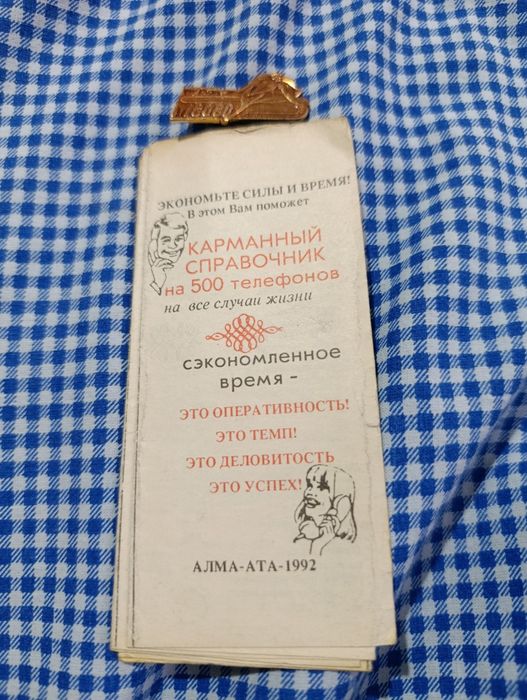 МЕДЕО
ЭКОНОМЬТЕ СИЛЫ И ВРЕМЯ!
В этом Вам поможет
КАРМАННЫЙ
СПРАВОЧНИК
на 500 телефонов
на все случаи жизни
сэкономленное
время -
ЭТО ОПЕРАТИВНОСТЬ!
ЭТО ТЕМП!
ЭТО ДЕЛОВИТОСТЬ
ЭТО УСПЕХ!
АЛМА-АТА-1992